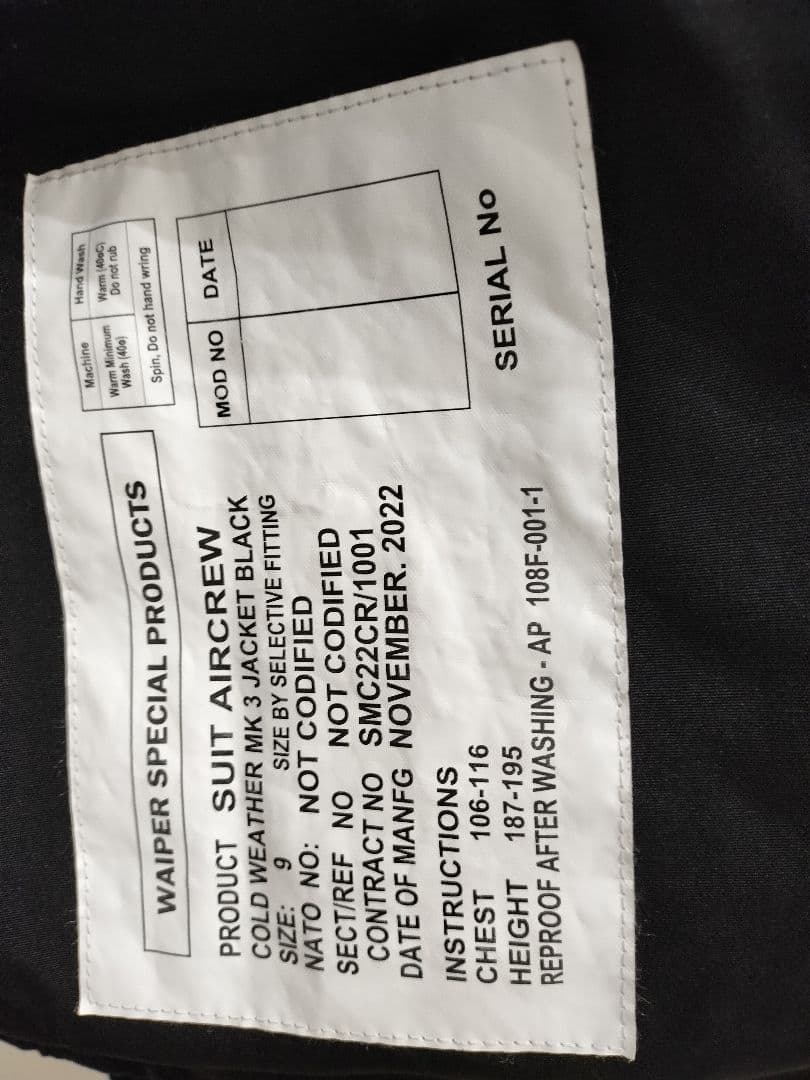 WAIPER SPECIAL PRODUCTS
PRODUCT SUIT AIRCREW
COLD WEATHER MK 3 JACKET BLACK
SIZE: 9 SIZE BY SELECTIVE FITTING
NATO NO: NOT CODIFIED
SECT/REF NO NOT CODIFIED
CONTRACT NO SMC22CR/1001
DATE OF MANFG NOVEMBER. 2022
INSTRUCTIONS
CHEST 106-116
HEIGHT 187-195
REPROOF AFTER WASHING - AP 108F-001-1
Machine Hand Wash
Warm Minimum Warm (40oC)
Wash (40o) Do not rub
Spin, Do not hand wring
MOD NO DATE
SERIAL No